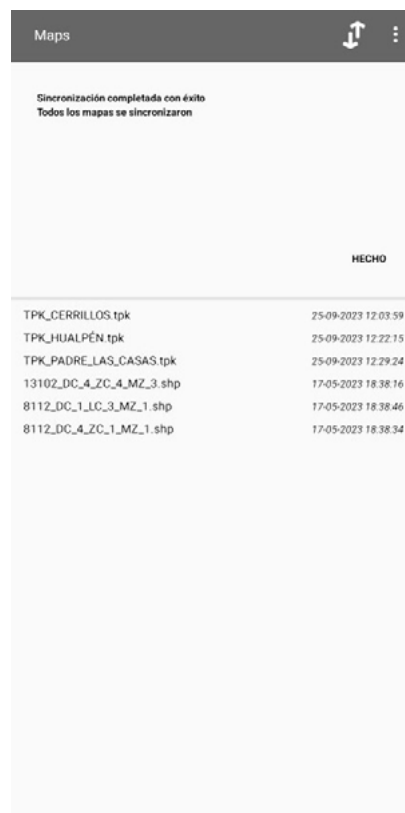 Maps
Sincronización completada con éxito
Todos los mapas se sincronizaron
HECHO
TPK_CERRILLOS.tpk 25-09-2023 12:03:59
TPK_HUALPÉN.tpk 25-09-2023 12:22:15
TPK_PADRE_LAS_CASAS.tpk 25-09-2023 12:29:24
13102_DC_4_ZC_4_MZ_3.shp 17-05-2023 18:38:16
8112_DC_1_LC_3_MZ_1.shp 17-05-2023 18:38:46
8112_DC_4_ZC_1_MZ_1.shp 17-05-2023 18:38:34